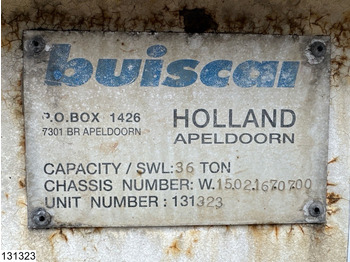 buiscar
P.O.BOX 1426
7301 BR APELDOORN
HOLLAND
APELDOORN
CAPACITY / SWL: 36 TON
CHASSIS NUMBER: W.1502.1670700
UNIT NUMBER : 131323
131323